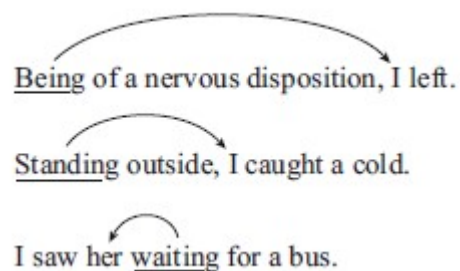 Being of a nervous disposition, I left.
Standing outside, I caught a cold.
I saw her waiting for a bus.